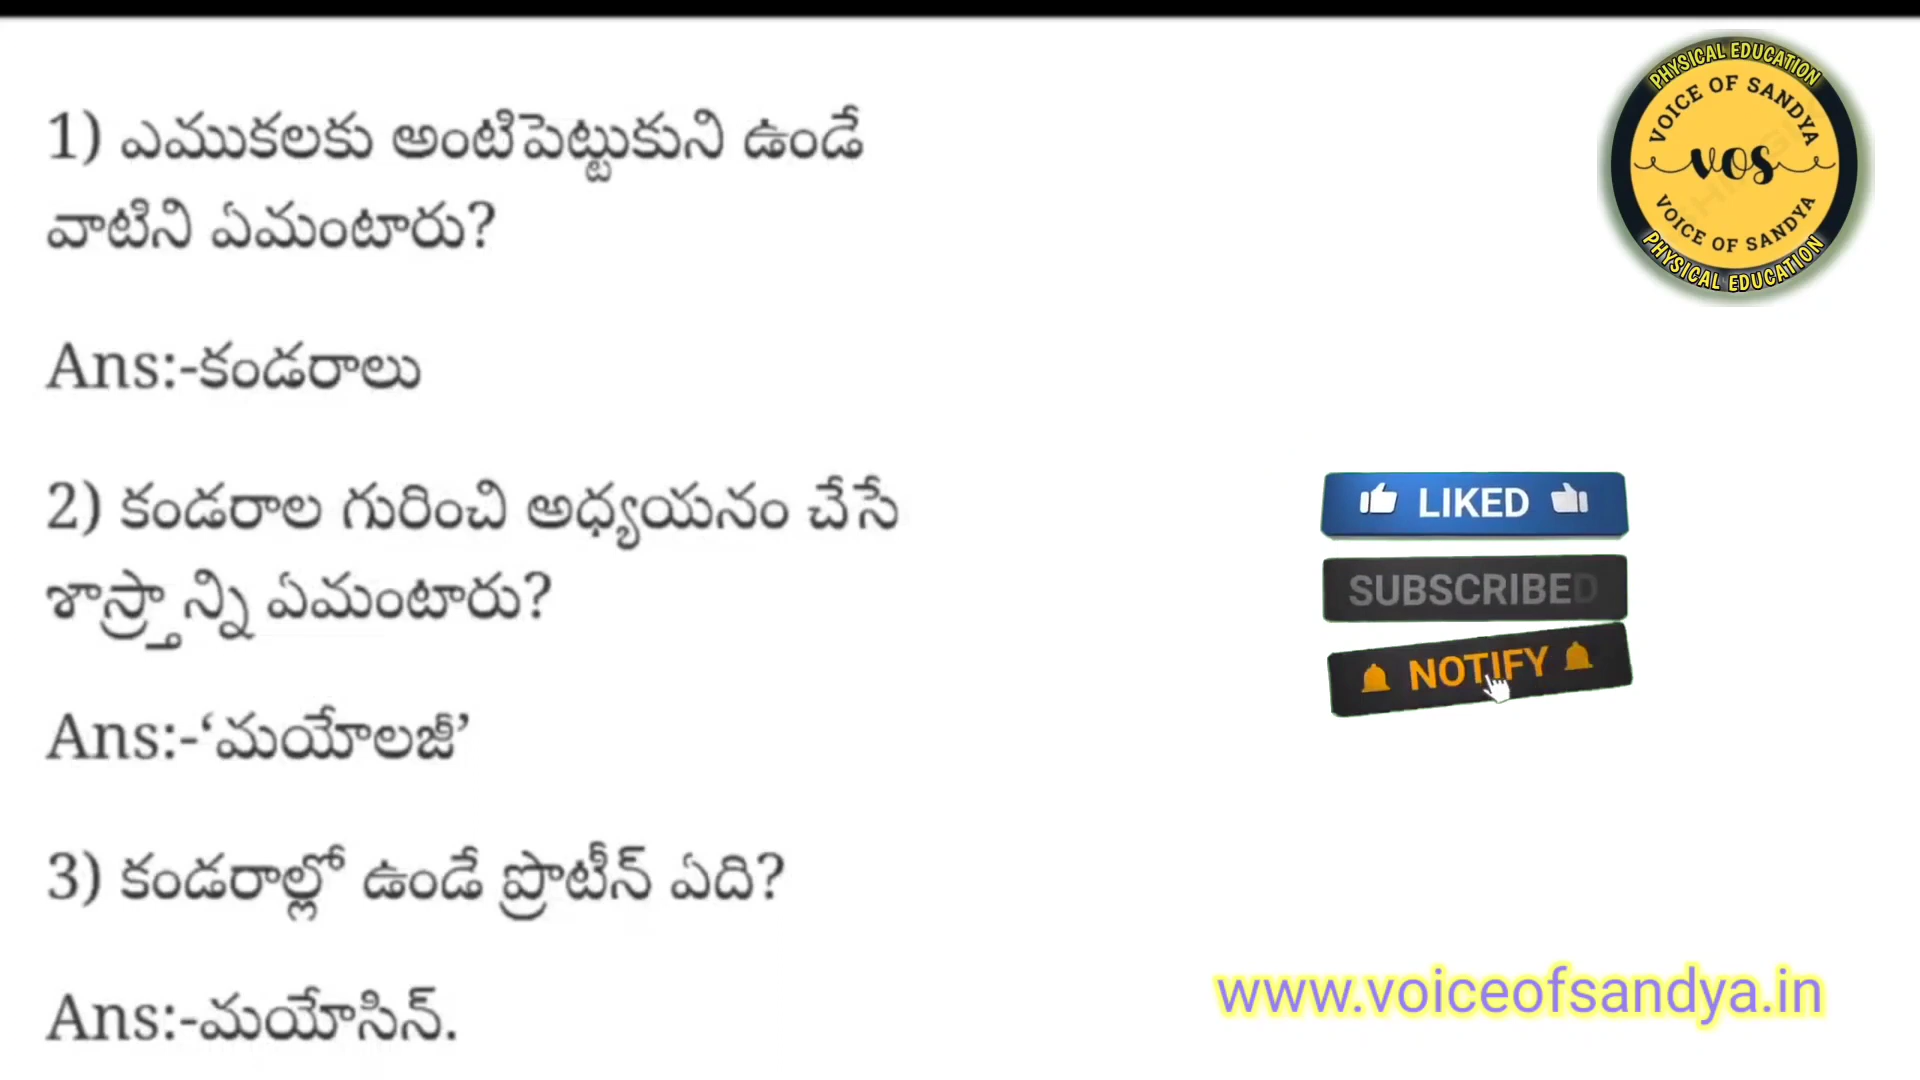 1) ఎముకలకు అంటిపెట్టుకుని ఉండే
వాటిని ఏమంటారు?
Ans:-కండరాలు
2) కండరాల గురించి అధ్యయనం చేసే
శాస్త్రాన్ని ఏమంటారు?
Ans:-‘మయోలజీ’
3) కండరాల్లో ఉండే ప్రొటీన్ ఏది?
Ans:-మయోసిన్.
PHYSICAL EDUCATION
VOICE OF SANDYA
vos
VOICE OF SANDYA
PHYSICAL EDUCATION
LIKED
SUBSCRIBED
NOTIFY
www.voiceofsandya.in